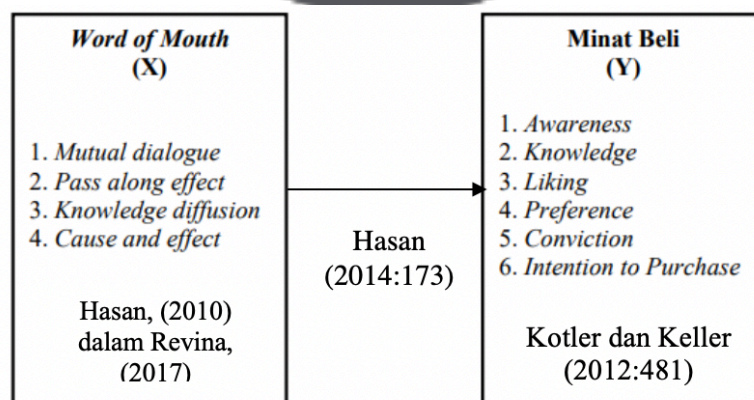 Word of Mouth
(X)
1. Mutual dialogue
2. Pass along effect
3. Knowledge diffusion
4. Cause and effect
Hasan, (2010)
dalam Revina,
(2017)
Hasan
(2014:173)
Minat Beli
(Y)
1. Awareness
2. Knowledge
3. Liking
4. Preference
5. Conviction
6. Intention to Purchase
Kotler dan Keller
(2012:481)